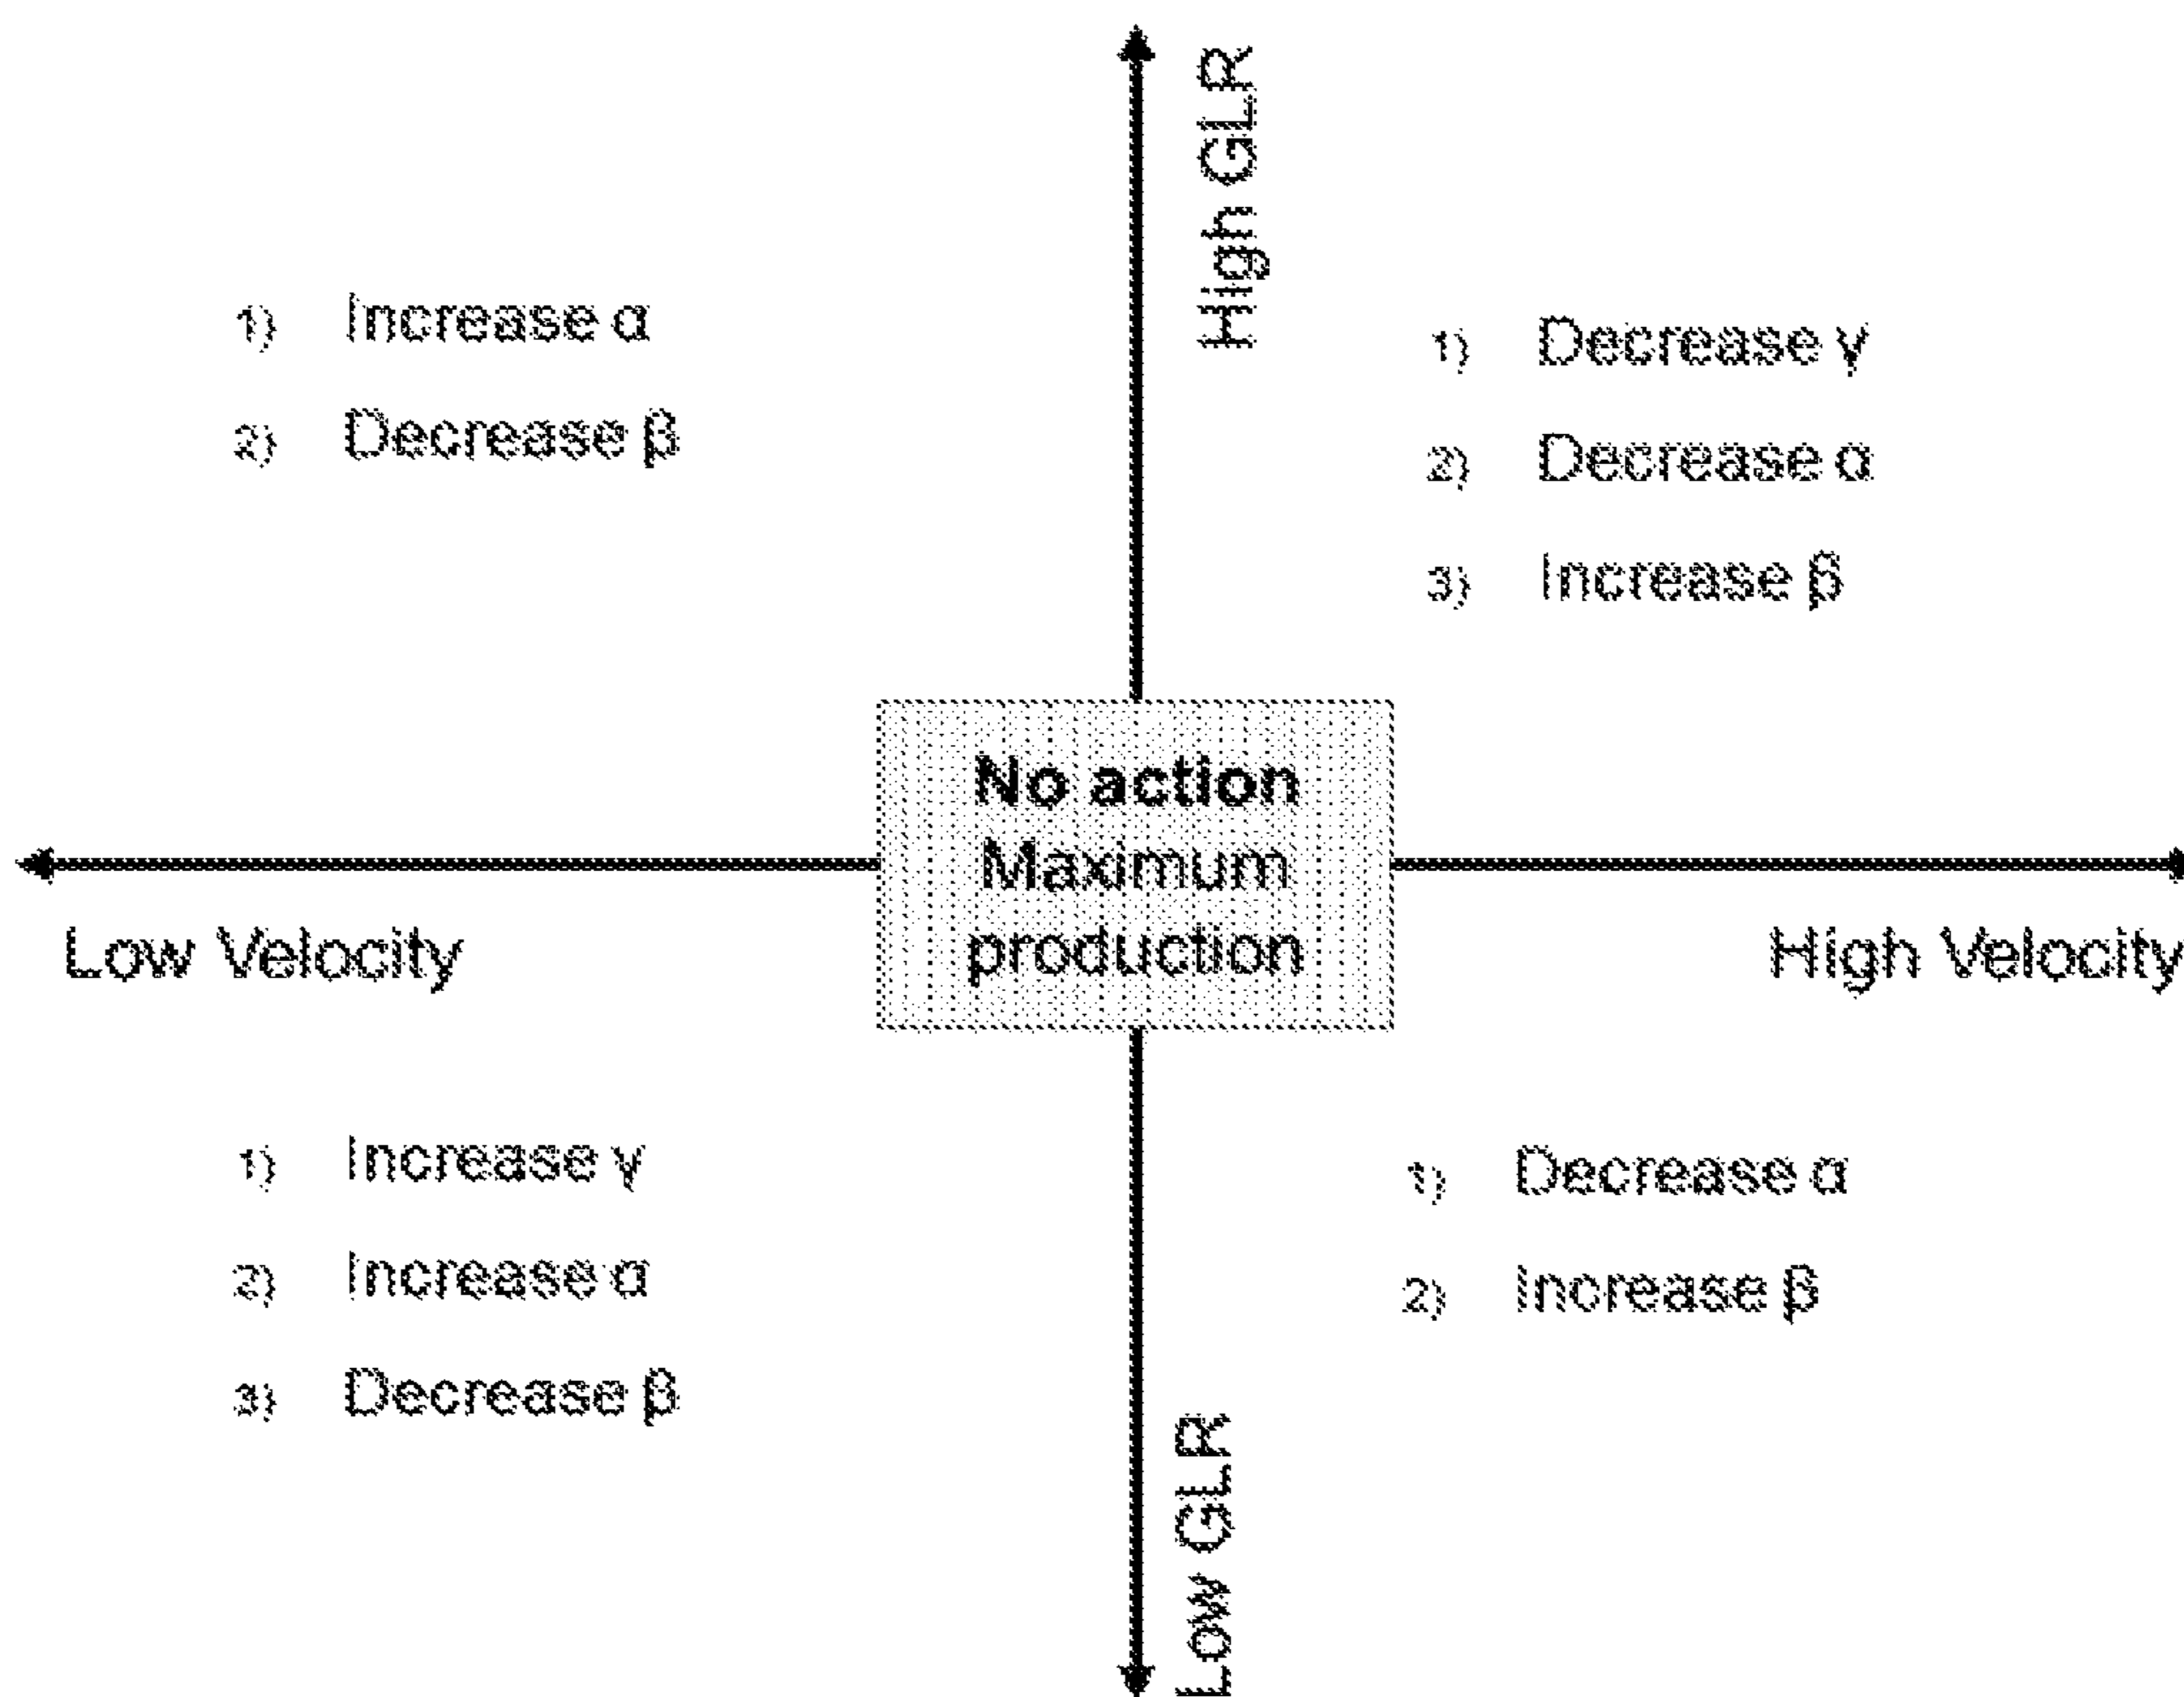 High GLR
1) Increase α
2) Decrease β
1) Decrease γ
2) Decrease α
3) Increase β
No action
Maximum
production
Low Velocity
High Velocity
1) Increase γ
2) Increase α
3) Decrease β
1) Decrease α
2) Increase β
Low GLR